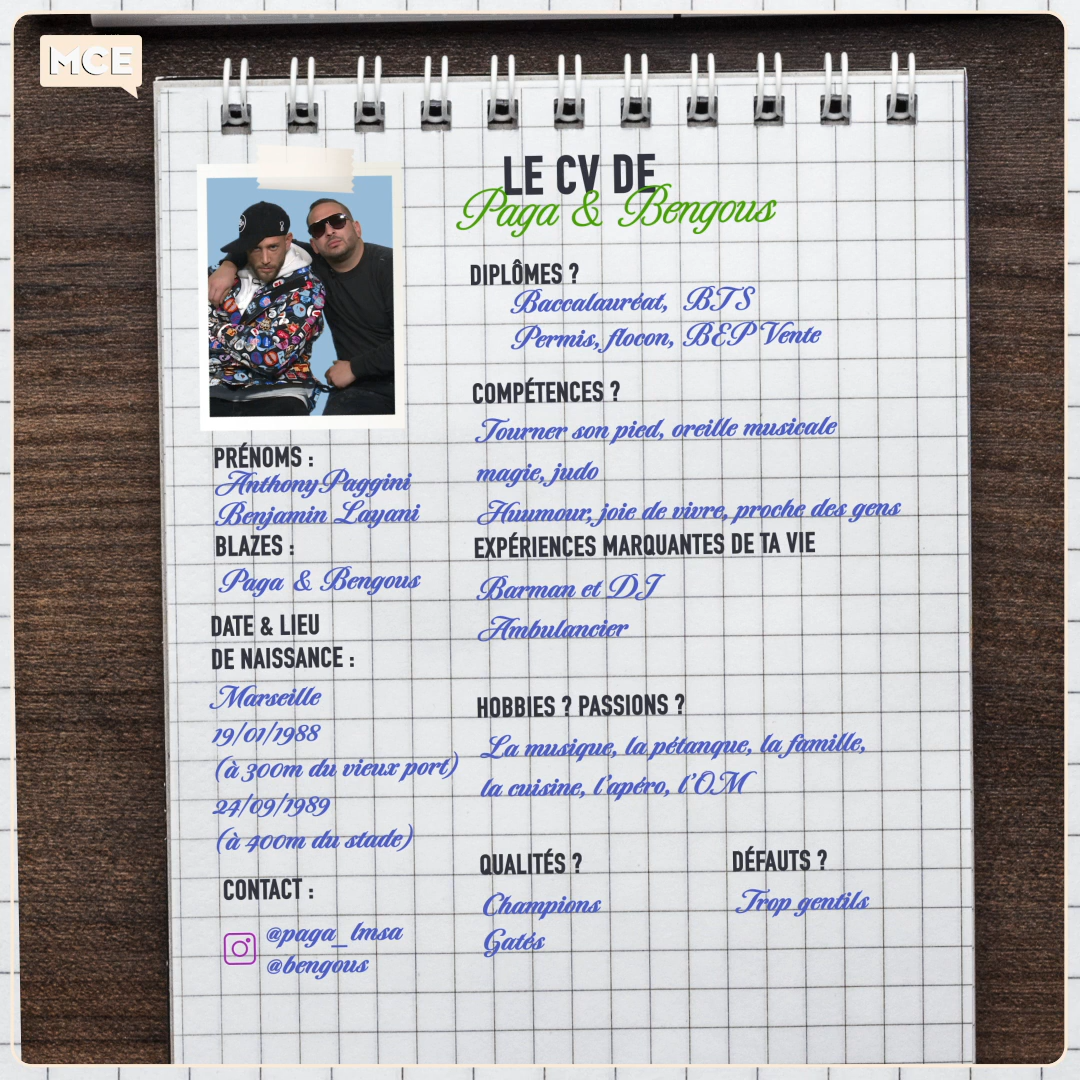 MCE
LE CV DE
Paga & Bengous
DIPLÔMES ?
Baccalauréat, BTS
Permis, flocon, BEP Vente
COMPÉTENCES ?
Tourner son pied, oreille musicale
magie, judo
Huumour, joie de vivre, proche des gens
EXPÉRIENCES MARQUANTES DE TA VIE
Barman et DJ
Ambulancier
HOBBIES ? PASSIONS ?
La musique, la pétanque, la famille,
la cuisine, l'apéro, l'OM
QUALITÉS ?
Champions
Gatés
DÉFAUTS ?
Trop gentils
PRÉNOMS :
Anthony Paggini
Benjamin Layani
BLAZES :
Paga & Bengous
DATE & LIEU
DE NAISSANCE :
Marseille
19/01/1988
(à 300m du vieux port)
24/09/1989
(à 400m du stade)
CONTACT :
@paga_lmsa
@bengous